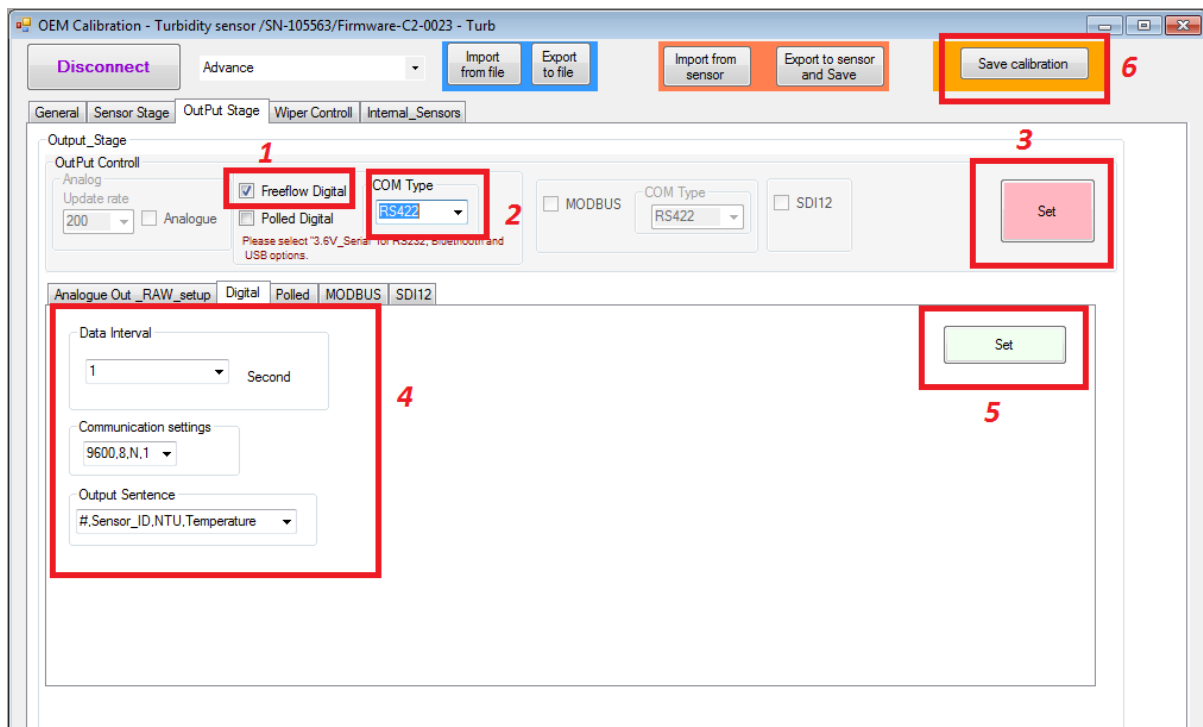 OEM Calibration - Turbidity sensor /SN-105563/Firmware-C2-0023 - Turb
Disconnect
Advance
Import
from file
Export
to file
Import from
sensor
Export to sensor
and Save
Save calibration
6
General
Sensor Stage
OutPut Stage
Wiper Controll
Internal_Sensors
Output_Stage
OutPut Controll
1
3
Analog
Update rate
200
Analogue
Freeflow Digital
Polled Digital
COM Type
RS422
2
Please select "3.6V_Serial" for RS232, Bluethooth and
USB options.
MODBUS
COM Type
RS422
SDI12
Set
Analogue Out _RAW_setup
Digital
Polled
MODBUS
SDI12
Data Interval
1
Second
4
Communication settings
9600,8,N,1
Output Sentence
#,Sensor_ID,NTU,Temperature
Set
5